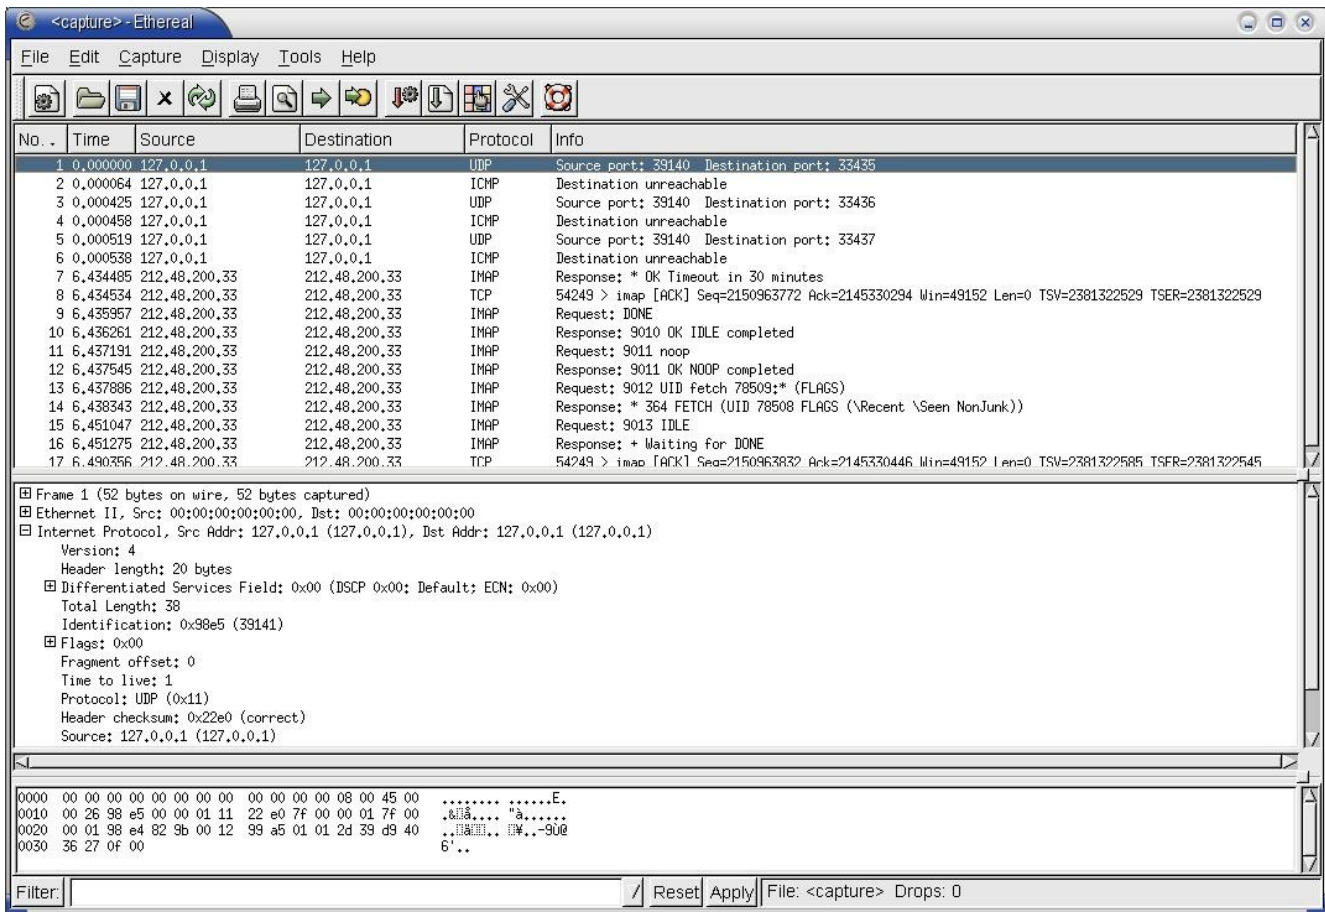 <capture> - Ethereal
File Edit Capture Display Tools Help
No. . Time Source Destination Protocol Info
1 0.000000 127.0.0.1 127.0.0.1 UDP Source port: 39140 Destination port: 33435
2 0.000064 127.0.0.1 127.0.0.1 ICMP Destination unreachable
3 0.000425 127.0.0.1 127.0.0.1 UDP Source port: 39140 Destination port: 33436
4 0.000458 127.0.0.1 127.0.0.1 ICMP Destination unreachable
5 0.000519 127.0.0.1 127.0.0.1 UDP Source port: 39140 Destination port: 33437
6 0.000538 127.0.0.1 127.0.0.1 ICMP Destination unreachable
7 6.434485 212.48.200.33 212.48.200.33 IMAP Response: * OK Timeout in 30 minutes
8 6.434534 212.48.200.33 212.48.200.33 TCP 54249 > imap [ACK] Seq=2150963772 Ack=2145330294 Win=49152 Len=0 TSV=2381322529 TSER=2381322529
9 6.435957 212.48.200.33 212.48.200.33 IMAP Request: DONE
10 6.436261 212.48.200.33 212.48.200.33 IMAP Response: 9010 OK IDLE completed
11 6.437191 212.48.200.33 212.48.200.33 IMAP Request: 9011 noop
12 6.437545 212.48.200.33 212.48.200.33 IMAP Response: 9011 OK NOOP completed
13 6.437886 212.48.200.33 212.48.200.33 IMAP Request: 9012 UID fetch 78509:* (FLAGS)
14 6.438343 212.48.200.33 212.48.200.33 IMAP Response: * 364 FETCH (UID 78508 FLAGS (\Recent \Seen NonJunk))
15 6.451047 212.48.200.33 212.48.200.33 IMAP Request: 9013 IDLE
16 6.451275 212.48.200.33 212.48.200.33 IMAP Response: + Waiting for DONE
17 6.490356 212.48.200.33 212.48.200.33 TCP 54249 > imap [ACK] Seq=2150963832 Ack=2145330446 Win=49152 Len=0 TSV=2381322585 TSER=2381322545
Frame 1 (52 bytes on wire, 52 bytes captured)
Ethernet II, Src: 00:00:00:00:00:00, Dst: 00:00:00:00:00:00
Internet Protocol, Src Addr: 127.0.0.1 (127.0.0.1), Dst Addr: 127.0.0.1 (127.0.0.1)
Version: 4
Header length: 20 bytes
Differentiated Services Field: 0x00 (DSCP 0x00: Default; ECN: 0x00)
Total Length: 38
Identification: 0x98e5 (39141)
Flags: 0x00
Fragment offset: 0
Time to live: 1
Protocol: UDP (0x11)
Header checksum: 0x22e0 (correct)
Source: 127.0.0.1 (127.0.0.1)
0000 00 00 00 00 00 00 00 00 00 00 00 00 08 00 45 00 ........ ......E.
0010 00 26 98 e5 00 00 01 11 22 e0 7f 00 00 01 7f 00 .&å.... "à......
0020 00 01 98 e4 82 9b 00 12 99 a5 01 01 2d 39 d9 40 ..ä.. ¥..-9ù@
0030 36 27 0f 00 6'..
Filter: Reset Apply File: <capture> Drops: 0